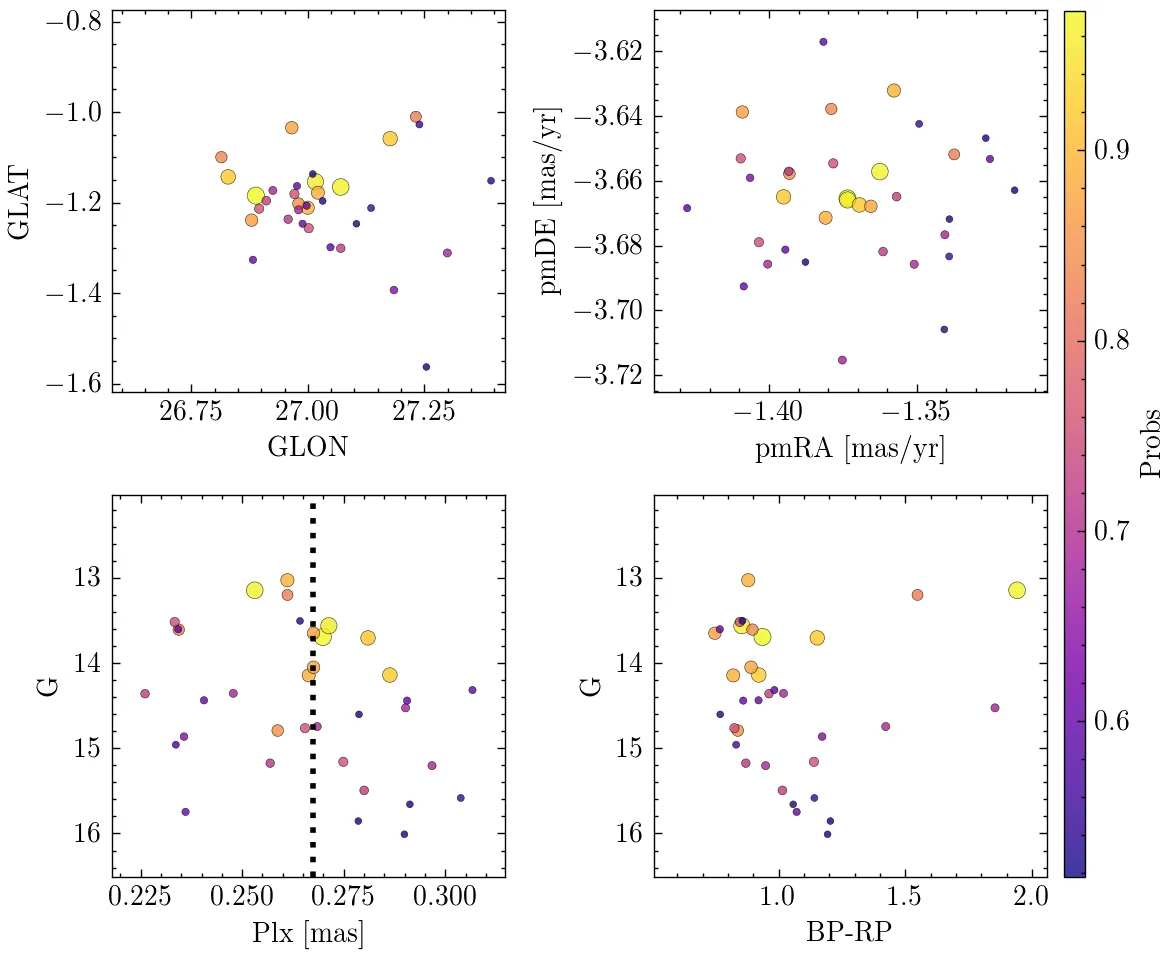 −0.8
−1.0
−1.2
−1.4
−1.6
GLAT
26.75 27.00 27.25
GLON
−3.62
−3.64
−3.66
−3.68
−3.70
−3.72
pmDE [mas/yr]
−1.40 −1.35
pmRA [mas/yr]
13
14
15
16
G
0.225 0.250 0.275 0.300
Plx [mas]
13
14
15
16
G
1.0 1.5 2.0
BP-RP
0.9
0.8
0.7
0.6
Probs